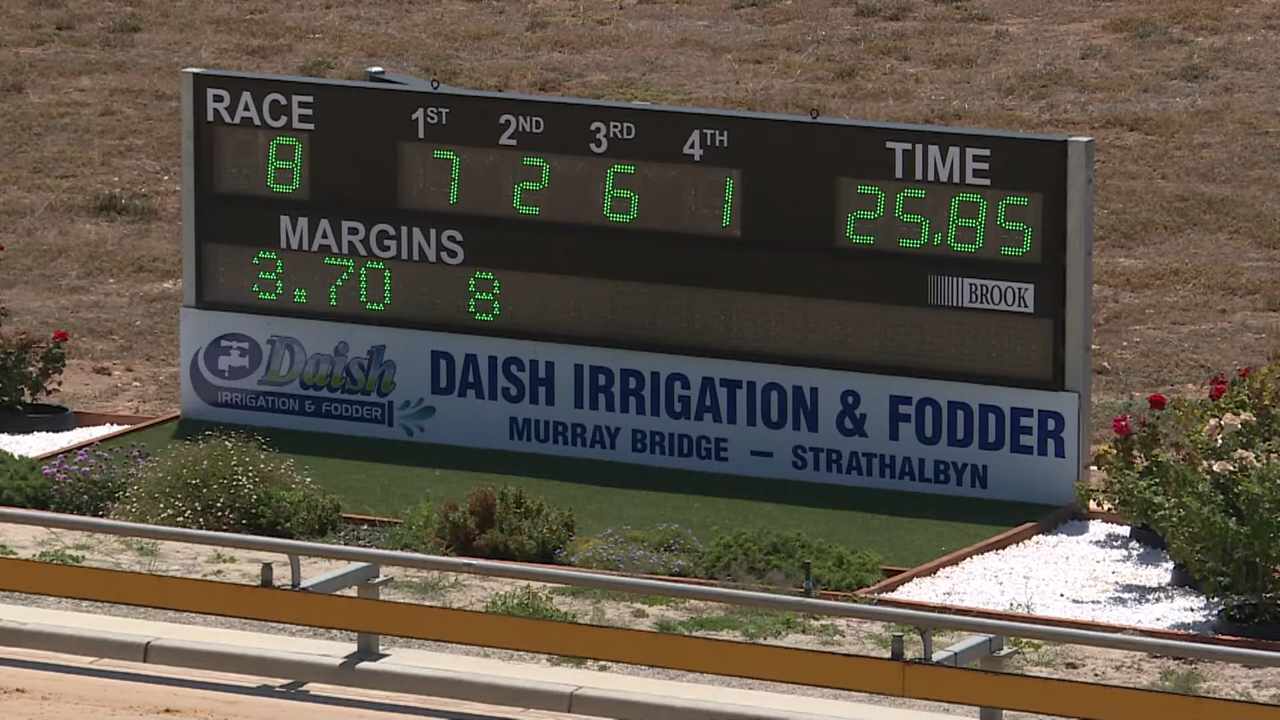 RACE 1ST 2ND 3RD 4TH TIME
8 7 2 6 1 25.85
MARGINS
3.70 8
BROOK
Daish
IRRIGATION & FODDER
DAISH IRRIGATION & FODDER
MURRAY BRIDGE — STRATHALBYN